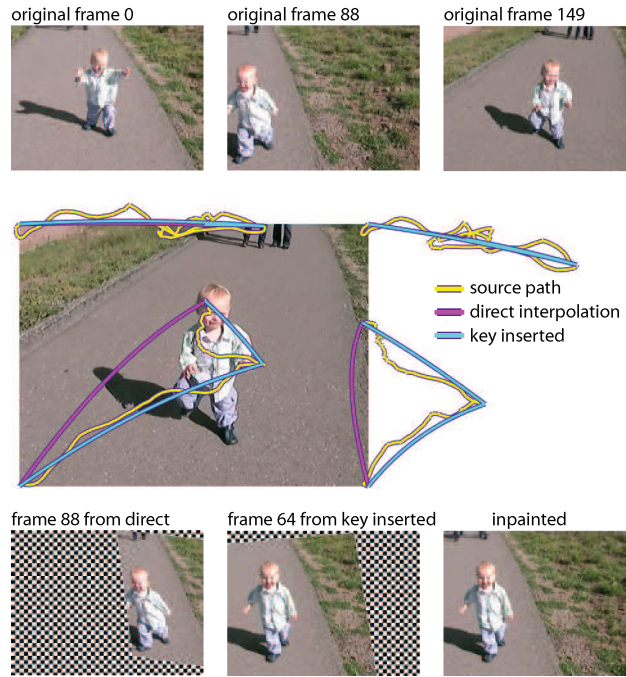 original frame 0
original frame 88
original frame 149
source path
direct interpolation
key inserted
frame 88 from direct
frame 64 from key inserted
inpainted